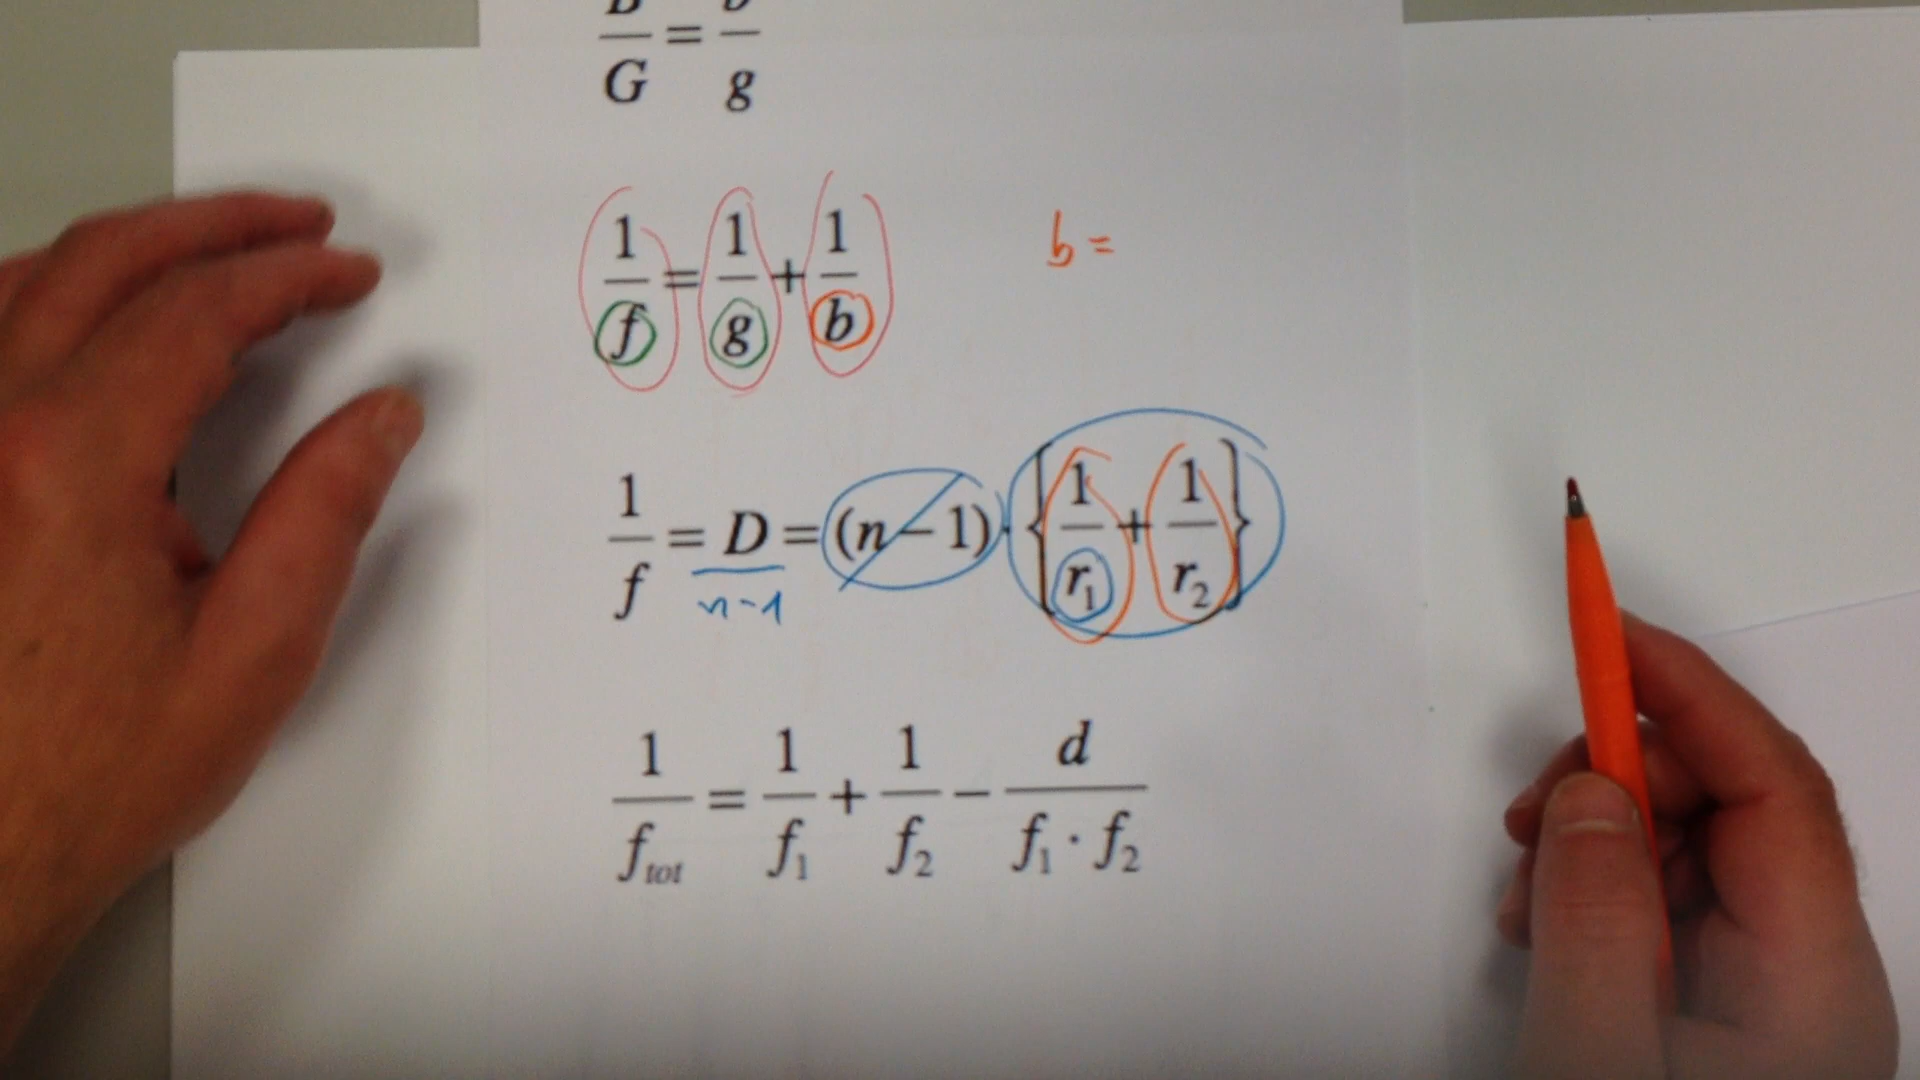 B/G = b/g
1/f = 1/g + 1/b
b =
1/f = D = (n − 1) · {1/r₁ + 1/r₂}
n-1
1/f_tot = 1/f₁ + 1/f₂ − d/(f₁ · f₂)